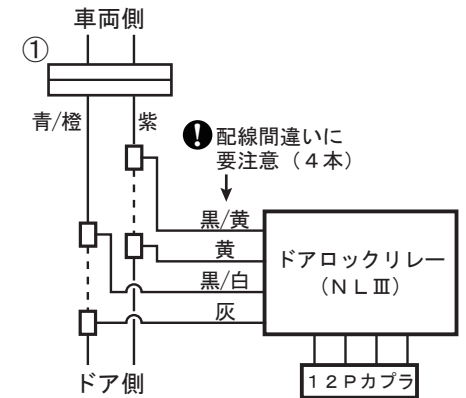 車両側
①
青/橙
紫
配線間違いに
要注意（４本）
黒/黄
黄
黒/白
灰
ドアロックリレー
（ＮＬⅢ）
ドア側
１２Ｐカプラ